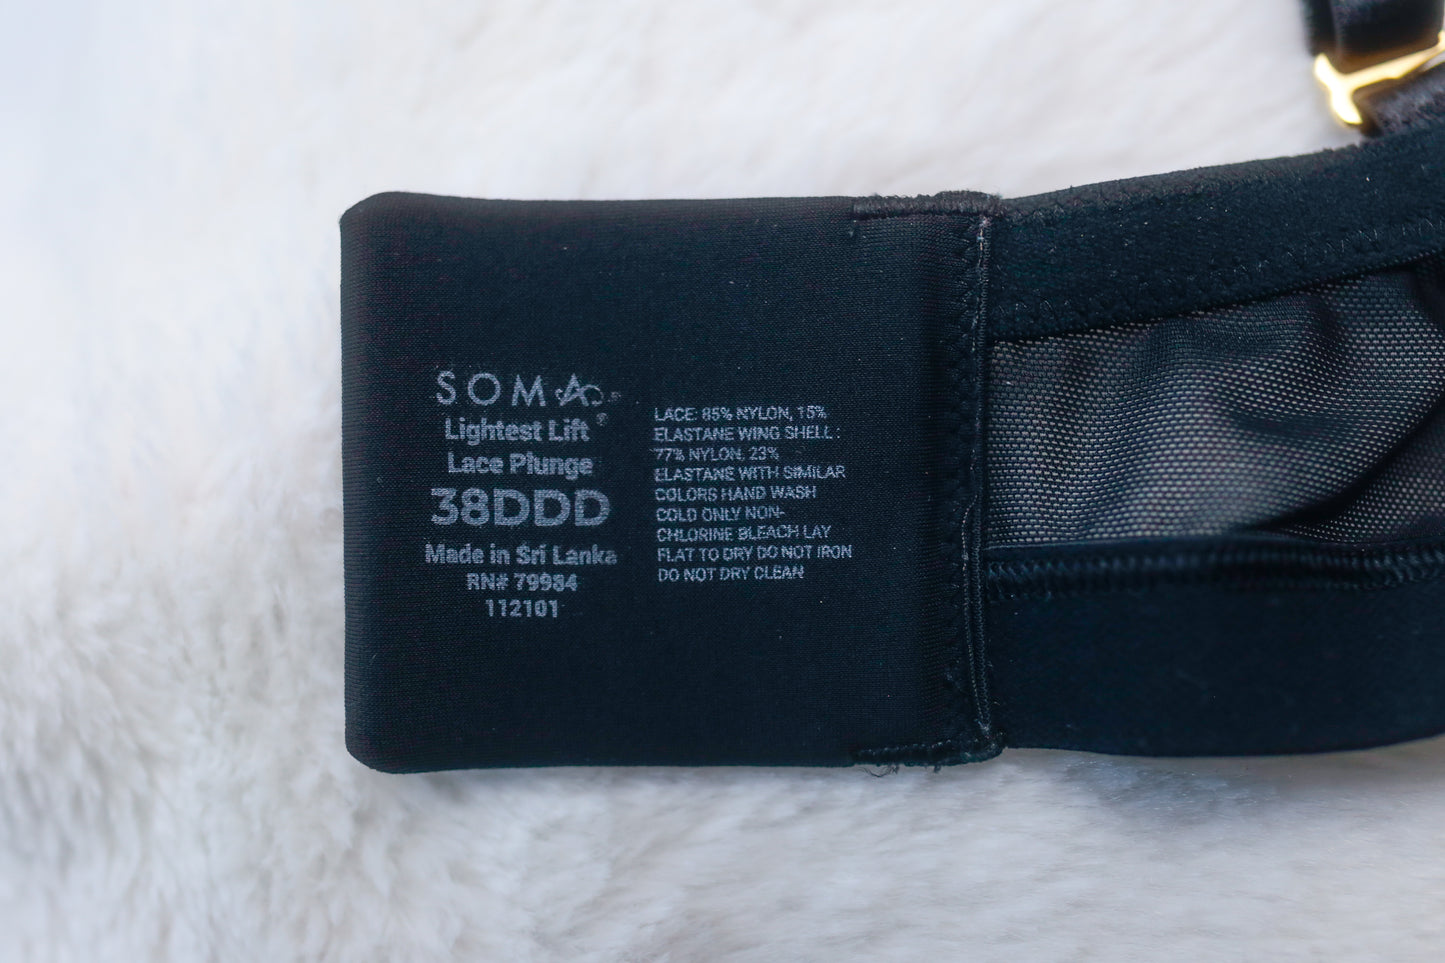 SOMA
Lightest Lift®
Lace Plunge
38DDD
Made in Sri Lanka
RN# 79984
112101
LACE: 85% NYLON, 15%
ELASTANE WING SHELL:
77% NYLON, 23%
ELASTANE WITH SIMILAR
COLORS HAND WASH
COLD ONLY NON-
CHLORINE BLEACH LAY
FLAT TO DRY DO NOT IRON
DO NOT DRY CLEAN